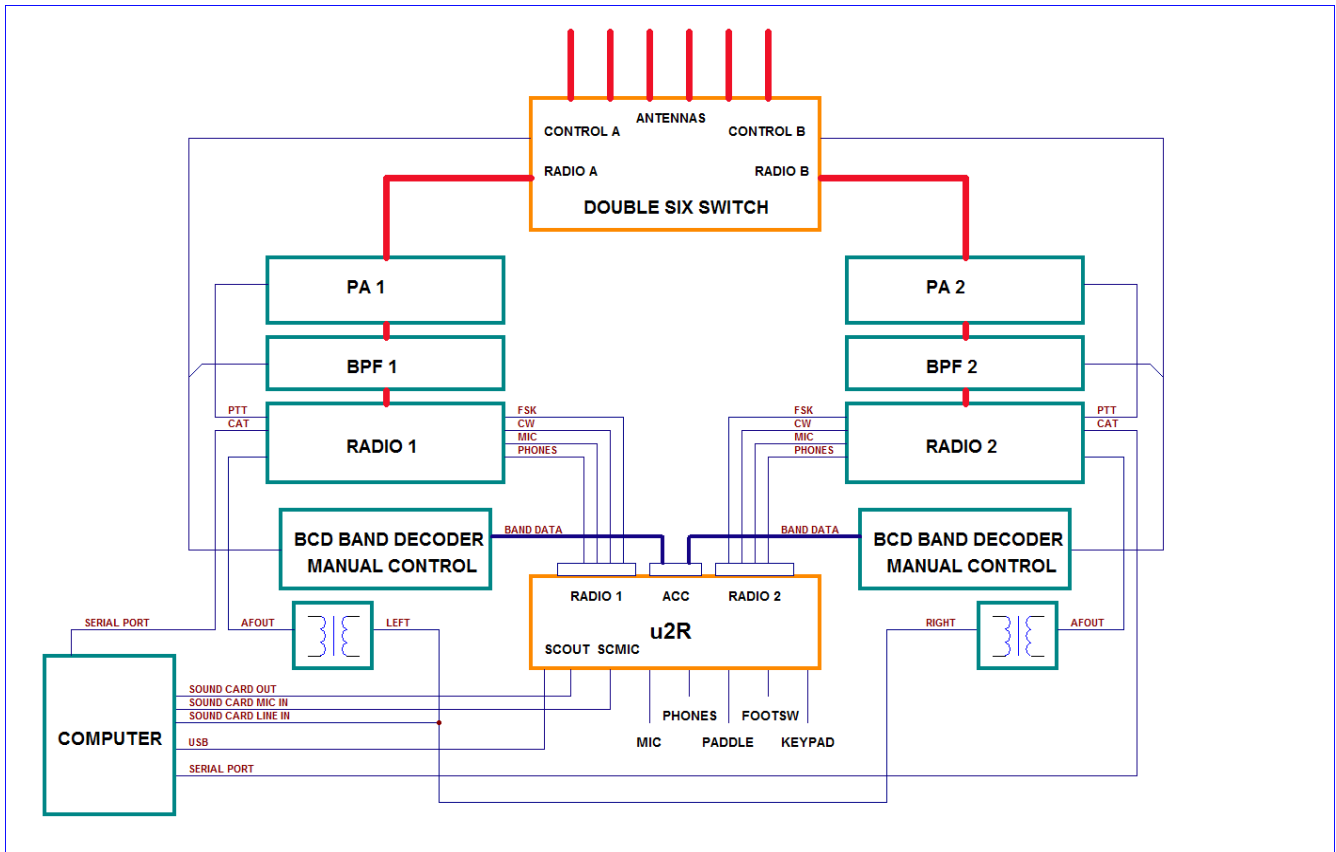 ANTENNAS
CONTROL A
CONTROL B
RADIO A
RADIO B
DOUBLE SIX SWITCH
PA 1
PA 2
BPF 1
BPF 2
PTT
CAT
RADIO 1
FSK
CW
MIC
PHONES
FSK
CW
MIC
PHONES
RADIO 2
PTT
CAT
BCD BAND DECODER
MANUAL CONTROL
BAND DATA
BAND DATA
BCD BAND DECODER
MANUAL CONTROL
RADIO 1
ACC
RADIO 2
u2R
SCOUT
SCMIC
SERIAL PORT
AFOUT
LEFT
RIGHT
AFOUT
COMPUTER
SOUND CARD OUT
SOUND CARD MIC IN
SOUND CARD LINE IN
USB
SERIAL PORT
PHONES
FOOTSW
MIC
PADDLE
KEYPAD